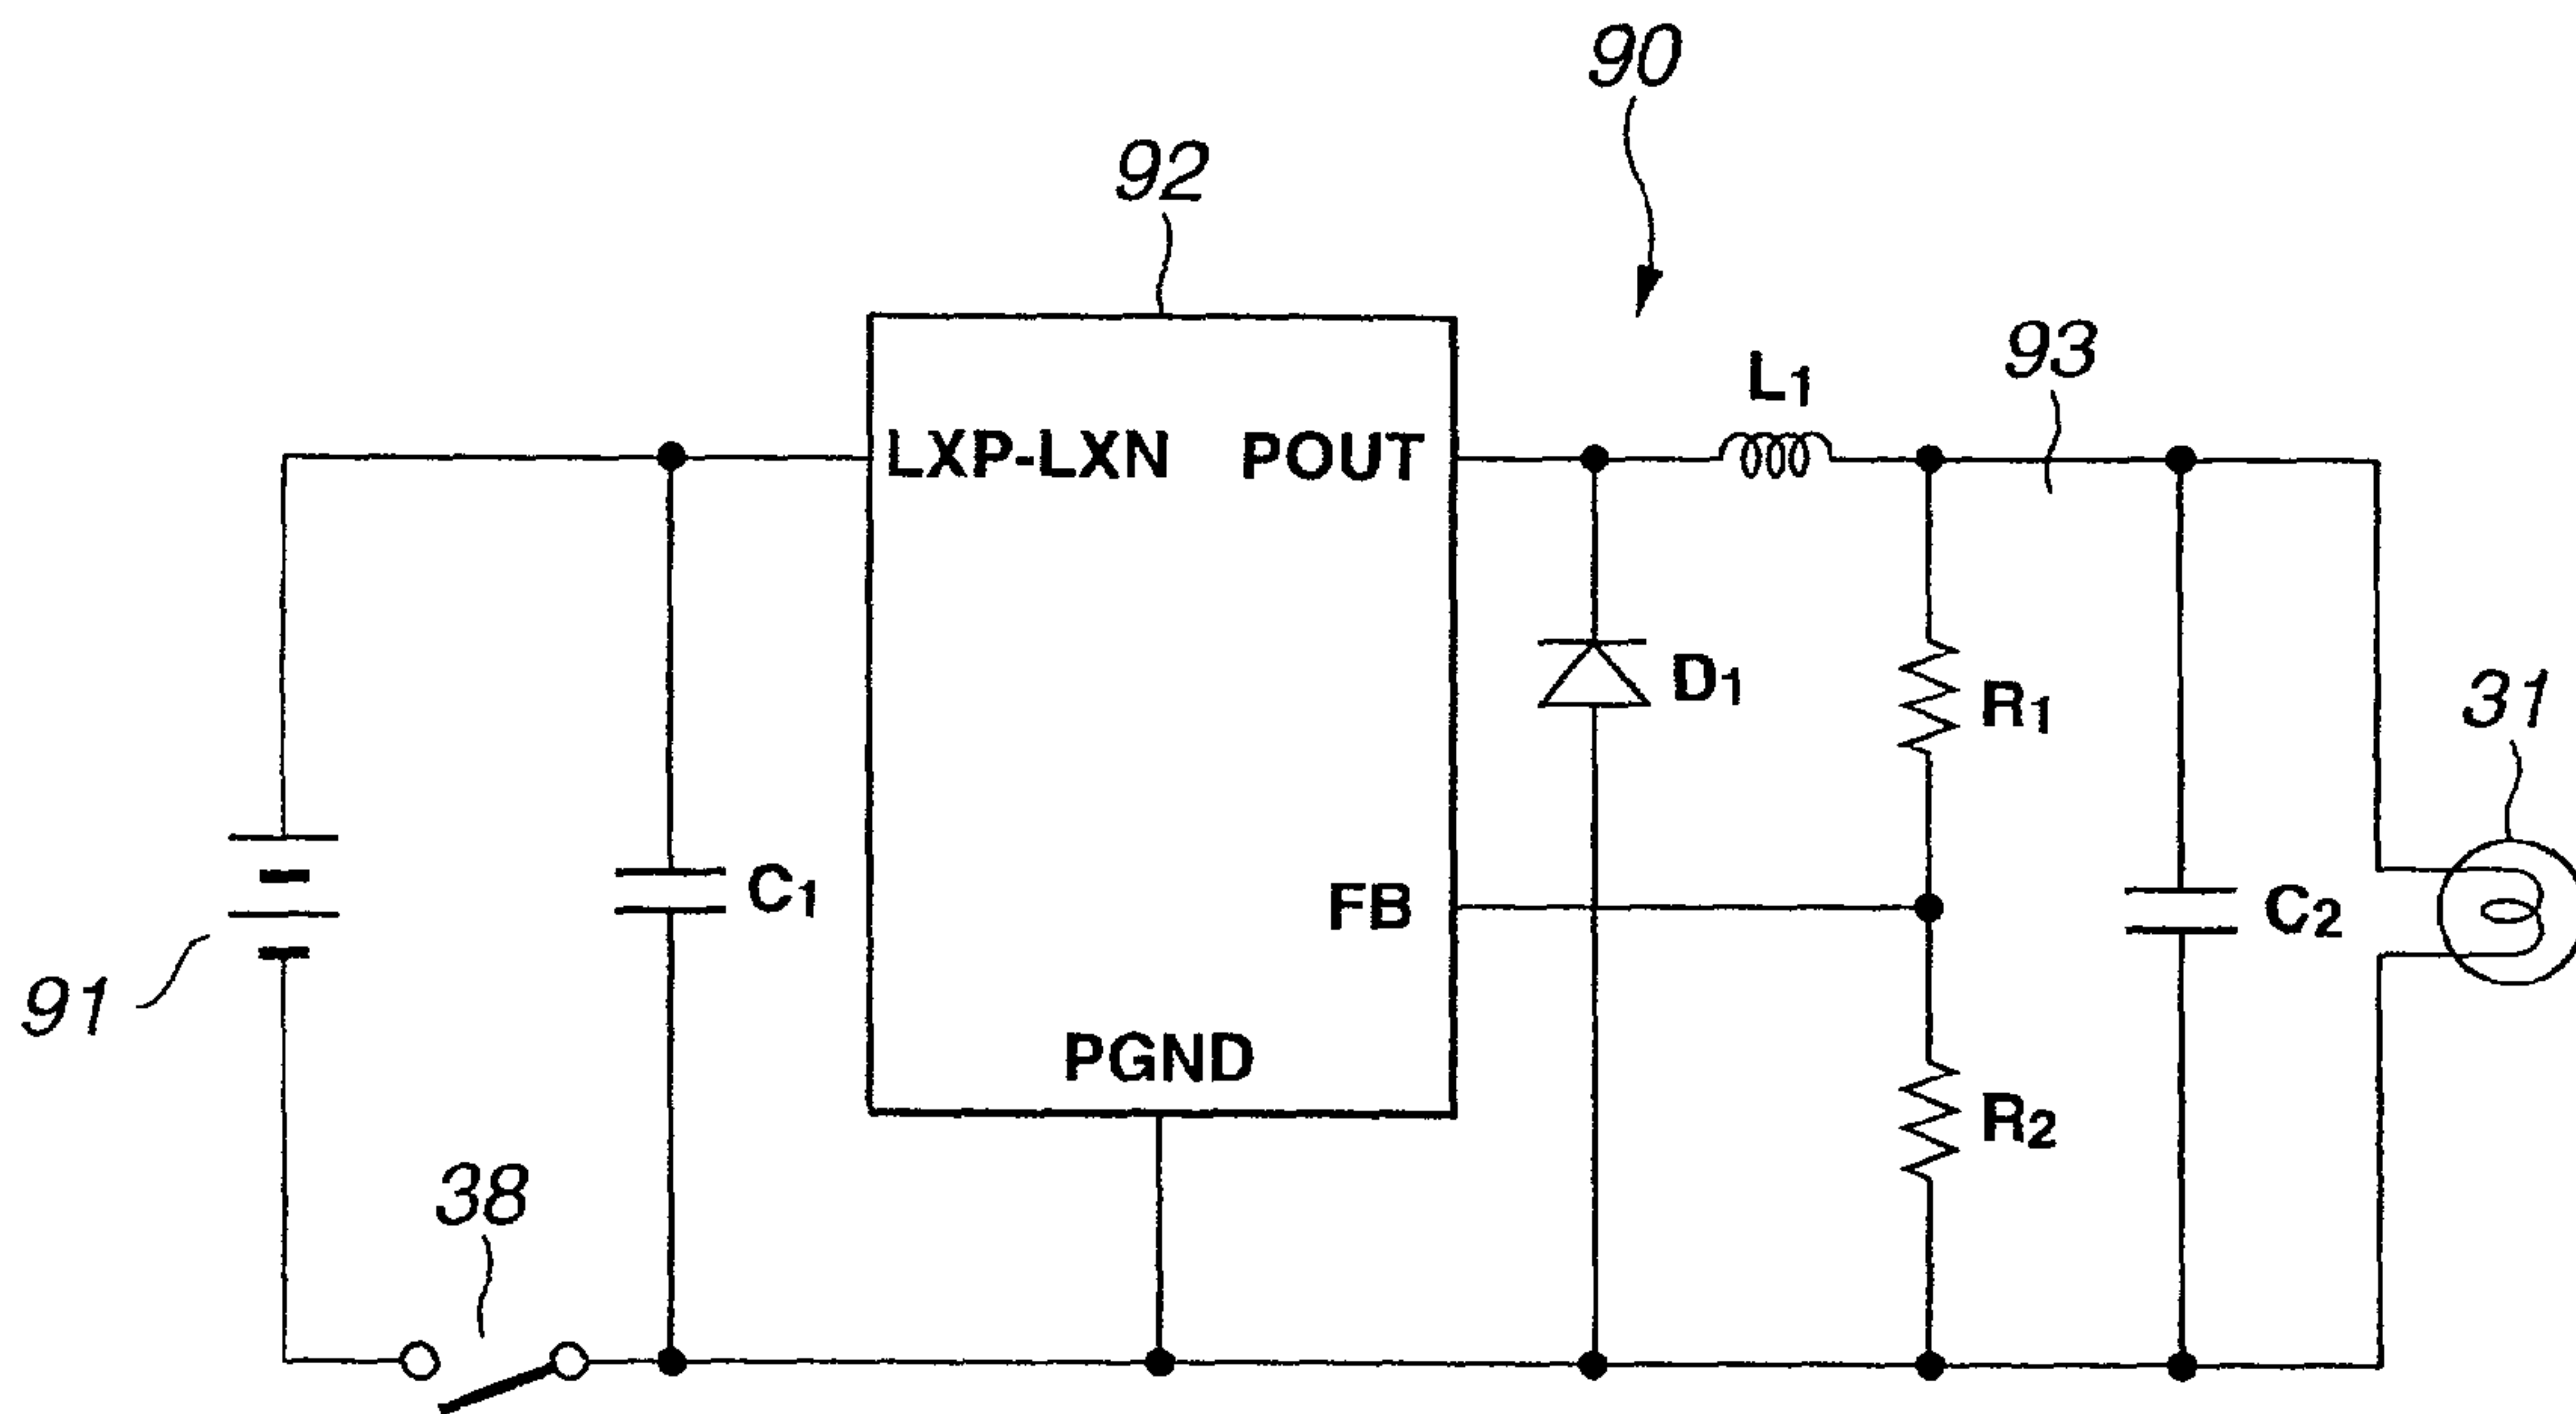 90
92
93
L1
LXP-LXN POUT
D1
R1
31
C1
FB
C2
91
PGND
R2
38